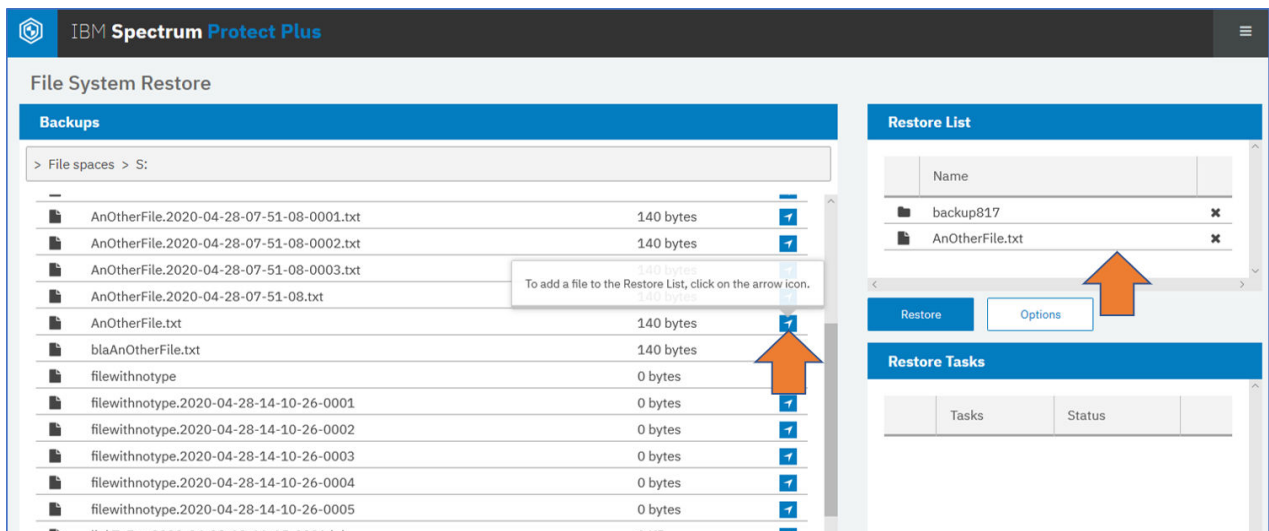 IBM Spectrum Protect Plus
File System Restore
Backups
> File spaces > S:
AnOtherFile.2020-04-28-07-51-08-0001.txt 140 bytes
AnOtherFile.2020-04-28-07-51-08-0002.txt 140 bytes
AnOtherFile.2020-04-28-07-51-08-0003.txt 140 bytes
To add a file to the Restore List, click on the arrow icon.
AnOtherFile.2020-04-28-07-51-08.txt 140 bytes
AnOtherFile.txt 140 bytes
blaAnOtherFile.txt 140 bytes
filewithnotype 0 bytes
filewithnotype.2020-04-28-14-10-26-0001 0 bytes
filewithnotype.2020-04-28-14-10-26-0002 0 bytes
filewithnotype.2020-04-28-14-10-26-0003 0 bytes
filewithnotype.2020-04-28-14-10-26-0004 0 bytes
filewithnotype.2020-04-28-14-10-26-0005 0 bytes
Restore List
Name
backup817
AnOtherFile.txt
Restore Options
Restore Tasks
Tasks Status